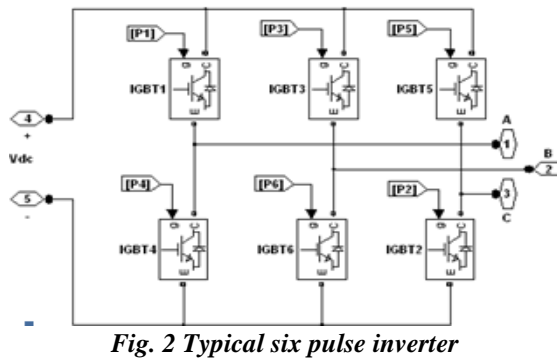 [P1] [P3] [P5]
g C g C g C
IGBT1 IGBT3 IGBT5
E E E
4 A
+ 1
Vdc B
2
5 [P4] [P6] [P2] 3
- C
g C g C g C
IGBT4 IGBT6 IGBT2
E E E
Fig. 2 Typical six pulse inverter